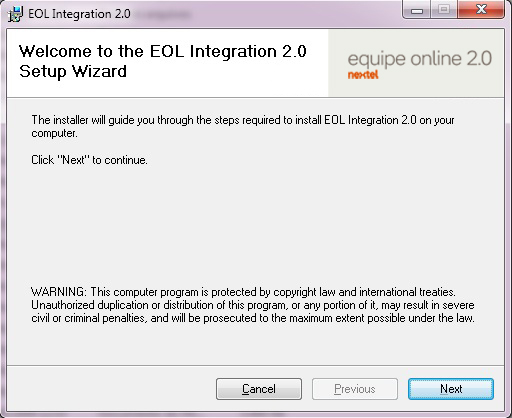 EOL Integration 2.0
Welcome to the EOL Integration 2.0
Setup Wizard
equipe online 2.0
nextel
The installer will guide you through the steps required to install EOL Integration 2.0 on your
computer.
Click "Next" to continue.
WARNING: This computer program is protected by copyright law and international treaties.
Unauthorized duplication or distribution of this program, or any portion of it, may result in severe
civil or criminal penalties, and will be prosecuted to the maximum extent possible under the law.
Cancel
Previous
Next